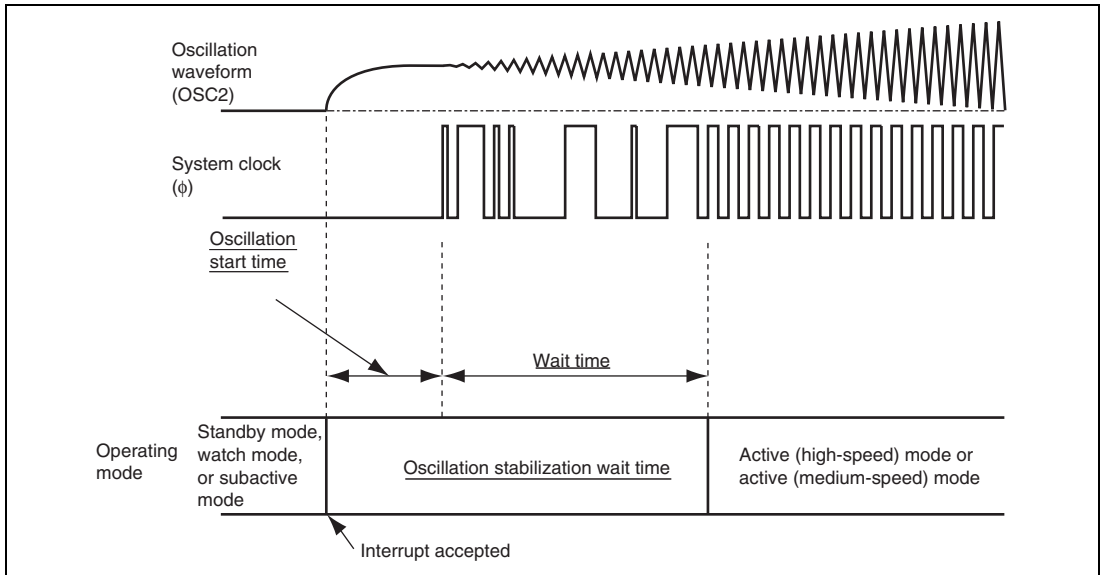 Oscillation
waveform
(OSC2)
System clock
(ϕ)
Oscillation
start time
Wait time
Operating
mode
Standby mode,
watch mode,
or subactive
mode
Oscillation stabilization wait time
Active (high-speed) mode or
active (medium-speed) mode
Interrupt accepted